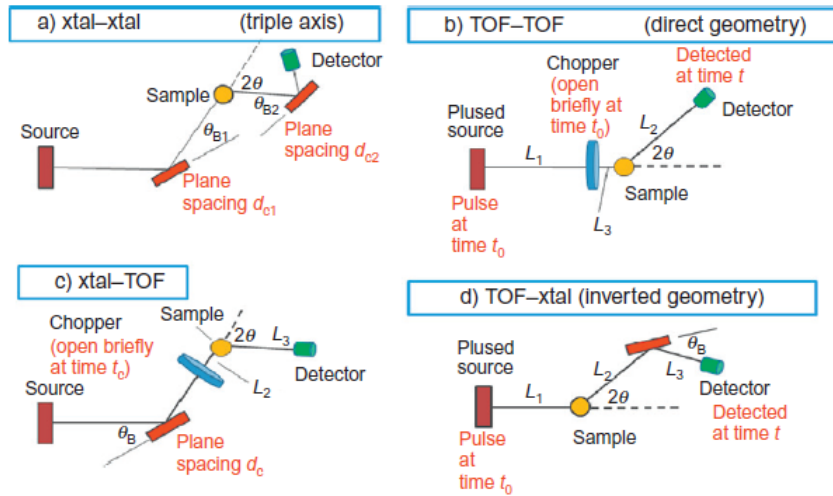 a) xtal–xtal (triple axis)
Detector
2θ
Sample
θB2
θB1
Source
Plane
spacing dc2
Plane
spacing dc1
b) TOF–TOF (direct geometry)
Detected
at time t
Chopper
(open
briefly at
time t0)
Plused
source
Detector
L2
L1
2θ
Sample
Pulse
at
time t0
L3
c) xtal–TOF
Sample
Chopper
(open briefly
at time tc)
2θ
L3
Detector
Source
L2
θB
Plane
spacing dc
d) TOF–xtal (inverted geometry)
θB
Plused
source
L2
L3
L1
Detector
2θ
Detected
at time t
Sample
Pulse
at
time t0